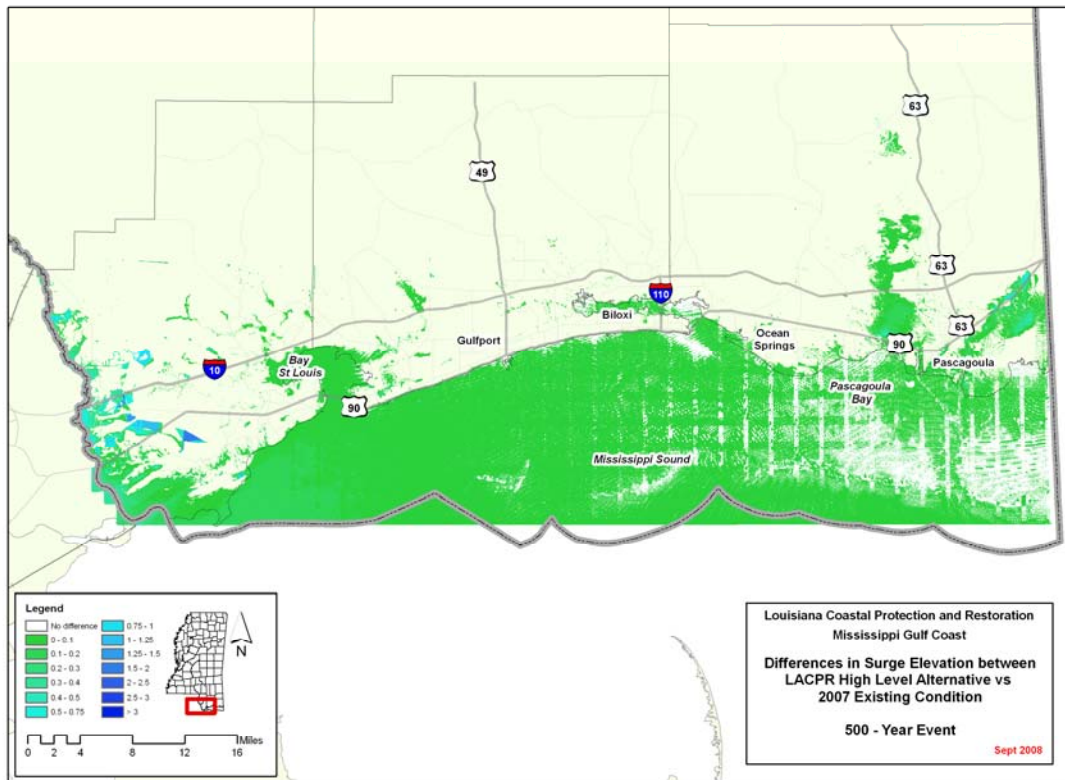 63
49
63
110
Biloxi
Gulfport
Ocean
Springs
63
90
Bay
St Louis
10
Pascagoula
Pascagoula
Bay
90
Mississippi Sound
Legend
No difference
0 - 0.1
0.1 - 0.2
0.2 - 0.3
0.3 - 0.4
0.4 - 0.5
0.5 - 0.75
0.75 - 1
1 - 1.25
1.25 - 1.5
1.5 - 2
2 - 2.5
2.5 - 3
> 3
N
Miles
0 2 4 8 12 16
Louisiana Coastal Protection and Restoration
Mississippi Gulf Coast
Differences in Surge Elevation between
LACPR High Level Alternative vs
2007 Existing Condition
500 - Year Event
Sept 2008